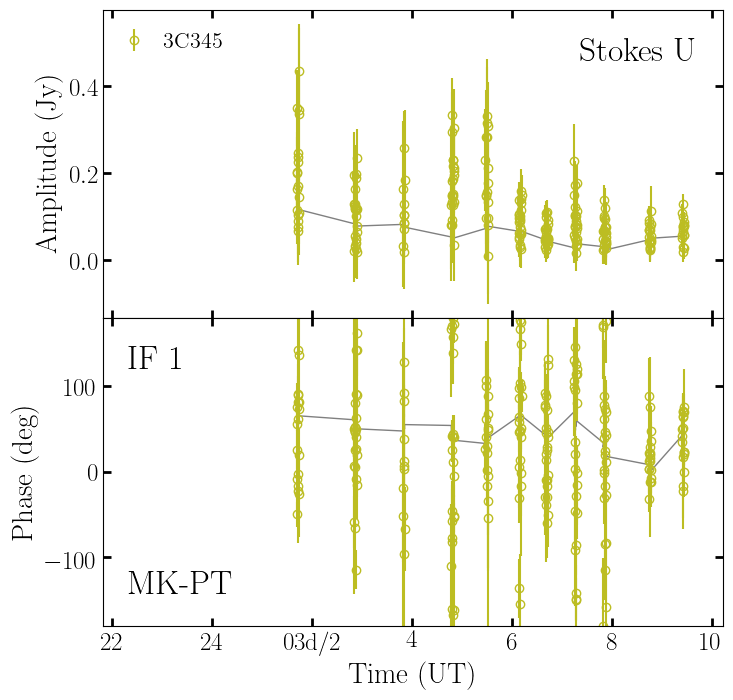 3C345
Stokes U
Amplitude (Jy)
0.4
0.2
0.0
IF 1
MK-PT
Phase (deg)
100
0
−100
22 24 03d/2 4 6 8 10
Time (UT)